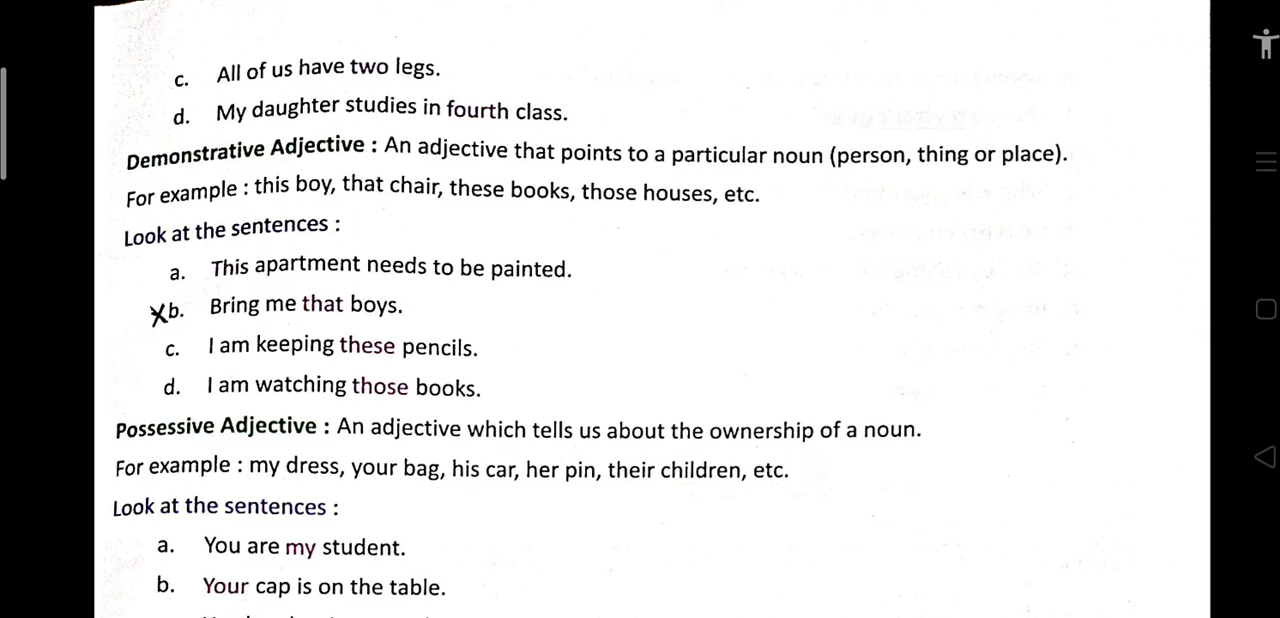 c. All of us have two legs.
d. My daughter studies in fourth class.
Demonstrative Adjective : An adjective that points to a particular noun (person, thing or place).
For example : this boy, that chair, these books, those houses, etc.
Look at the sentences :
a. This apartment needs to be painted.
Xb. Bring me that boys.
c. I am keeping these pencils.
d. I am watching those books.
Possessive Adjective : An adjective which tells us about the ownership of a noun.
For example : my dress, your bag, his car, her pin, their children, etc.
Look at the sentences :
a. You are my student.
b. Your cap is on the table.